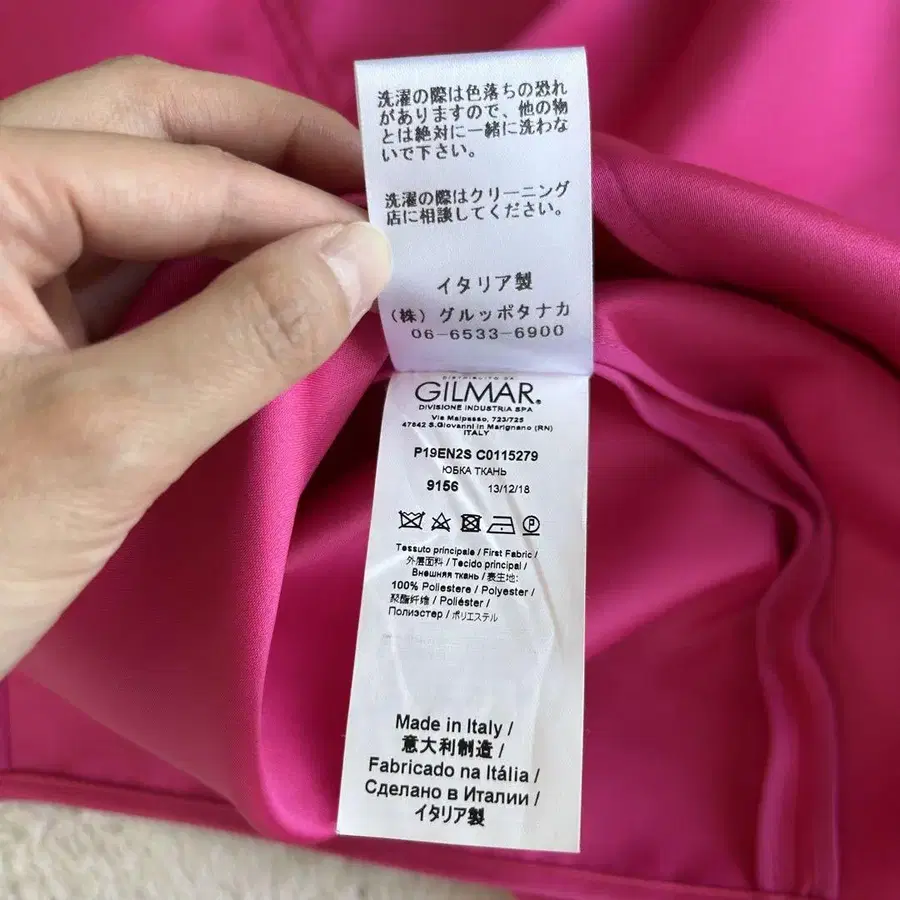 洗濯の際は色落ちの恐れ
がありますので、他の物
とは絶対に一緒に洗わな
いで下さい。
洗濯の際はクリーニング
店に相談してください。
イタリア製
(株) グルッポタナカ
06-6533-6900
DISTRIBUITO DA
GILMAR.
DIVISIONE INDUSTRIA SPA
Via Malpasso, 723/725
47842 S.Giovanni in Marignano (RN)
ITALY
P19EN2S C0115279
ЮБКА ТКАНЬ
9156 13/12/18
P
Tessuto principale / First Fabric /
外层面料 / Tecido principal /
Внешняя ткань / 表生地:
100% Poliestere / Polyester /
聚酯纤维 / Poliéster /
Полиэстер / ポリエステル
Made in Italy /
意大利制造 /
Fabricado na Itália /
Сделано в Италии /
イタリア製